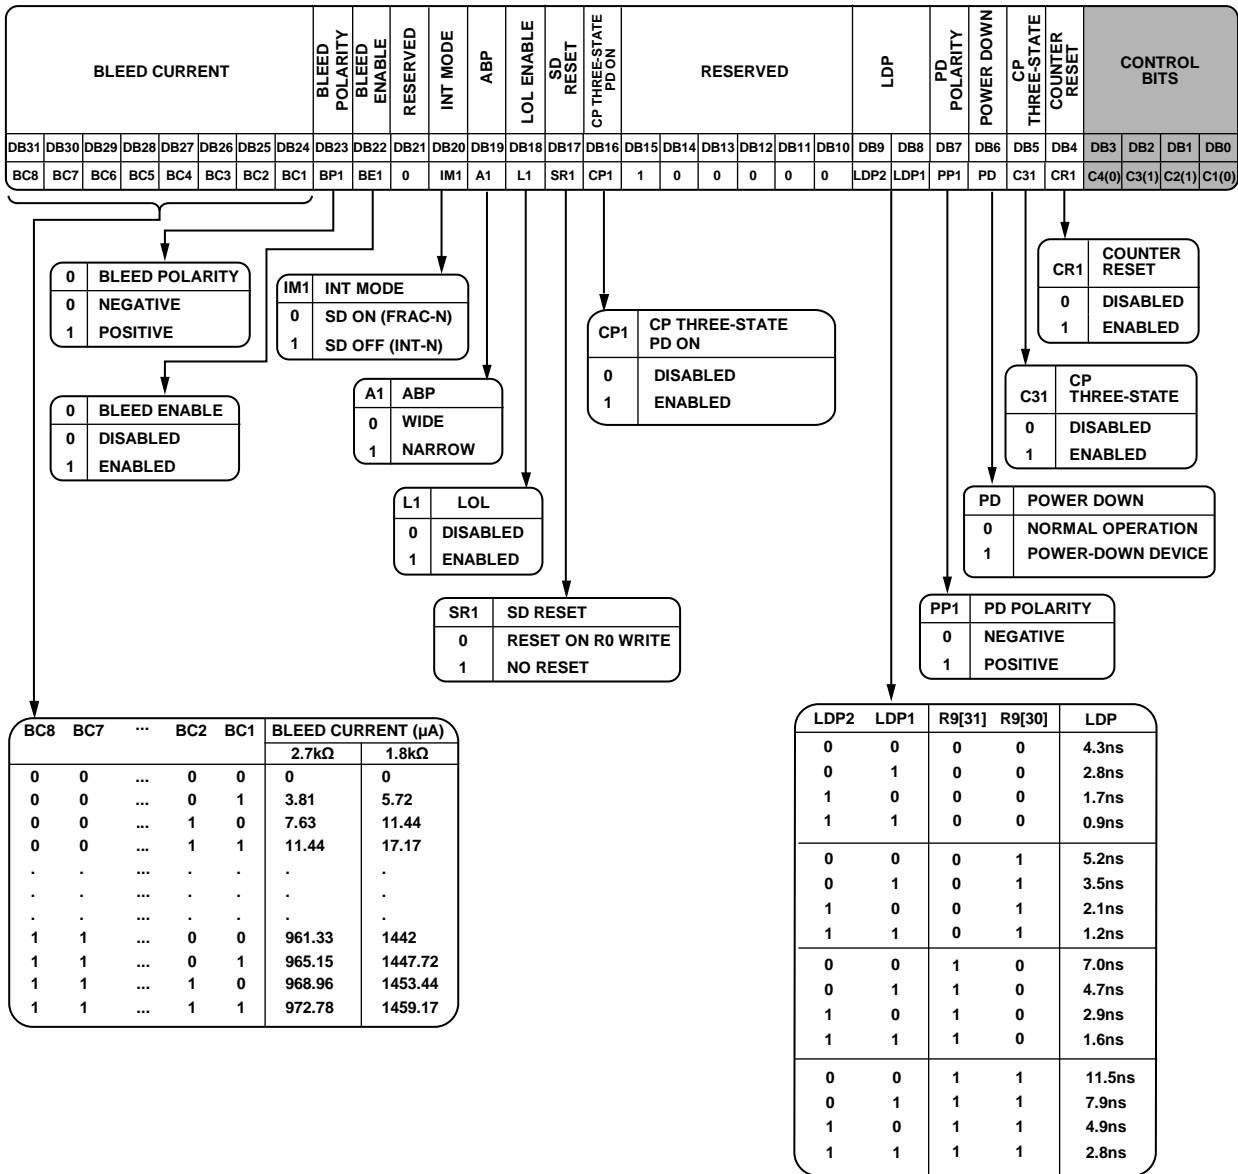 BLEED CURRENT
BLEED POLARITY
BLEED ENABLE
RESERVED
INT MODE
ABP
LOL ENABLE
SD RESET
CP THREE-STATE PD ON
RESERVED
LDP
PD POLARITY
POWER DOWN
CP THREE-STATE
COUNTER RESET
CONTROL BITS
DB31 DB30 DB29 DB28 DB27 DB26 DB25 DB24 DB23 DB22 DB21 DB20 DB19 DB18 DB17 DB16 DB15 DB14 DB13 DB12 DB11 DB10 DB9 DB8 DB7 DB6 DB5 DB4 DB3 DB2 DB1 DB0
BC8 BC7 BC6 BC5 BC4 BC3 BC2 BC1 BP1 BE1 0 IM1 A1 L1 SR1 CP1 1 0 0 0 0 0 LDP2 LDP1 PP1 PD C31 CR1 C4(0) C3(1) C2(1) C1(0)
0 BLEED POLARITY
0 NEGATIVE
1 POSITIVE
IM1 INT MODE
0 SD ON (FRAC-N)
1 SD OFF (INT-N)
CP1 CP THREE-STATE PD ON
0 DISABLED
1 ENABLED
CR1 COUNTER RESET
0 DISABLED
1 ENABLED
0 BLEED ENABLE
0 DISABLED
1 ENABLED
A1 ABP
0 WIDE
1 NARROW
C31 CP THREE-STATE
0 DISABLED
1 ENABLED
L1 LOL
0 DISABLED
1 ENABLED
PD POWER DOWN
0 NORMAL OPERATION
1 POWER-DOWN DEVICE
SR1 SD RESET
0 RESET ON R0 WRITE
1 NO RESET
PP1 PD POLARITY
0 NEGATIVE
1 POSITIVE
BC8 BC7 ... BC2 BC1 BLEED CURRENT (µA)
2.7kΩ 1.8kΩ
0 0 ... 0 0 0 0
0 0 ... 0 1 3.81 5.72
0 0 ... 1 0 7.63 11.44
0 0 ... 1 1 11.44 17.17
. . ... . . . .
. . ... . . . .
. . ... . . . .
1 1 ... 0 0 961.33 1442
1 1 ... 0 1 965.15 1447.72
1 1 ... 1 0 968.96 1453.44
1 1 ... 1 1 972.78 1459.17
LDP2 LDP1 R9[31] R9[30] LDP
0 0 0 0 4.3ns
0 1 0 0 2.8ns
1 0 0 0 1.7ns
1 1 0 0 0.9ns
0 0 0 1 5.2ns
0 1 0 1 3.5ns
1 0 0 1 2.1ns
1 1 0 1 1.2ns
0 0 1 0 7.0ns
0 1 1 0 4.7ns
1 0 1 0 2.9ns
1 1 1 0 1.6ns
0 0 1 1 11.5ns
0 1 1 1 7.9ns
1 0 1 1 4.9ns
1 1 1 1 2.8ns